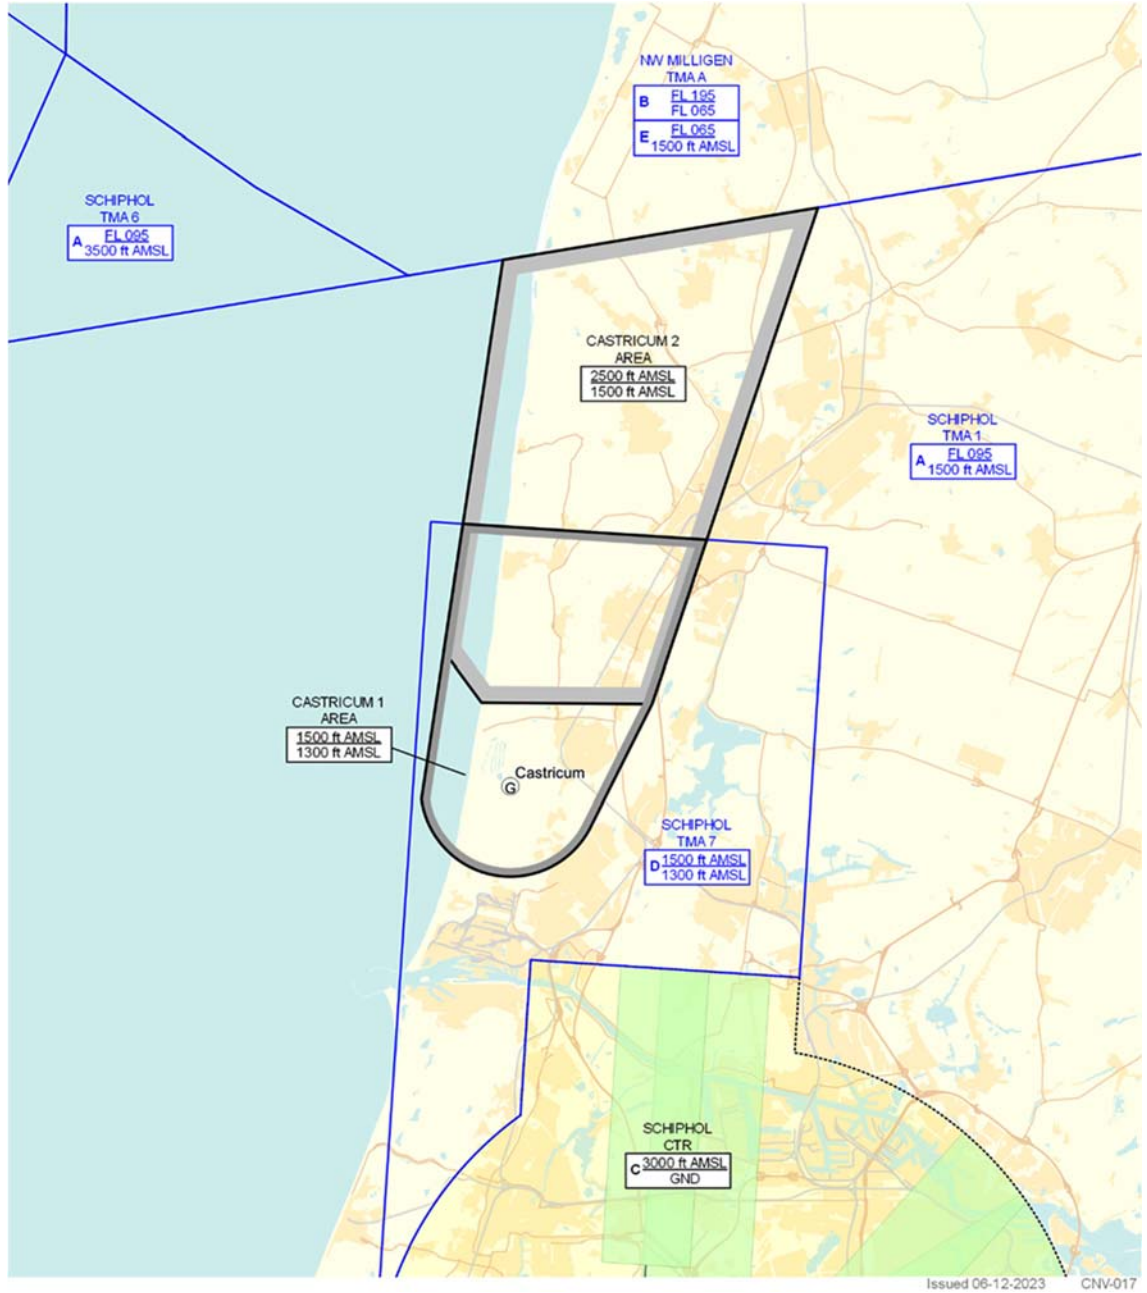 NW MILLIGEN
TMA A
B FL 195
FL 065
E FL 065
1500 ft AMSL
SCHIPHOL
TMA 6
A FL 095
3500 ft AMSL
CASTRICUM 2
AREA
2500 ft AMSL
1500 ft AMSL
SCHIPHOL
TMA 1
A FL 095
1500 ft AMSL
CASTRICUM 1
AREA
1500 ft AMSL
1300 ft AMSL
Castricum
G
SCHIPHOL
TMA 7
D 1500 ft AMSL
1300 ft AMSL
SCHIPHOL
CTR
C 3000 ft AMSL
GND
Issued 06-12-2023 CNV-017